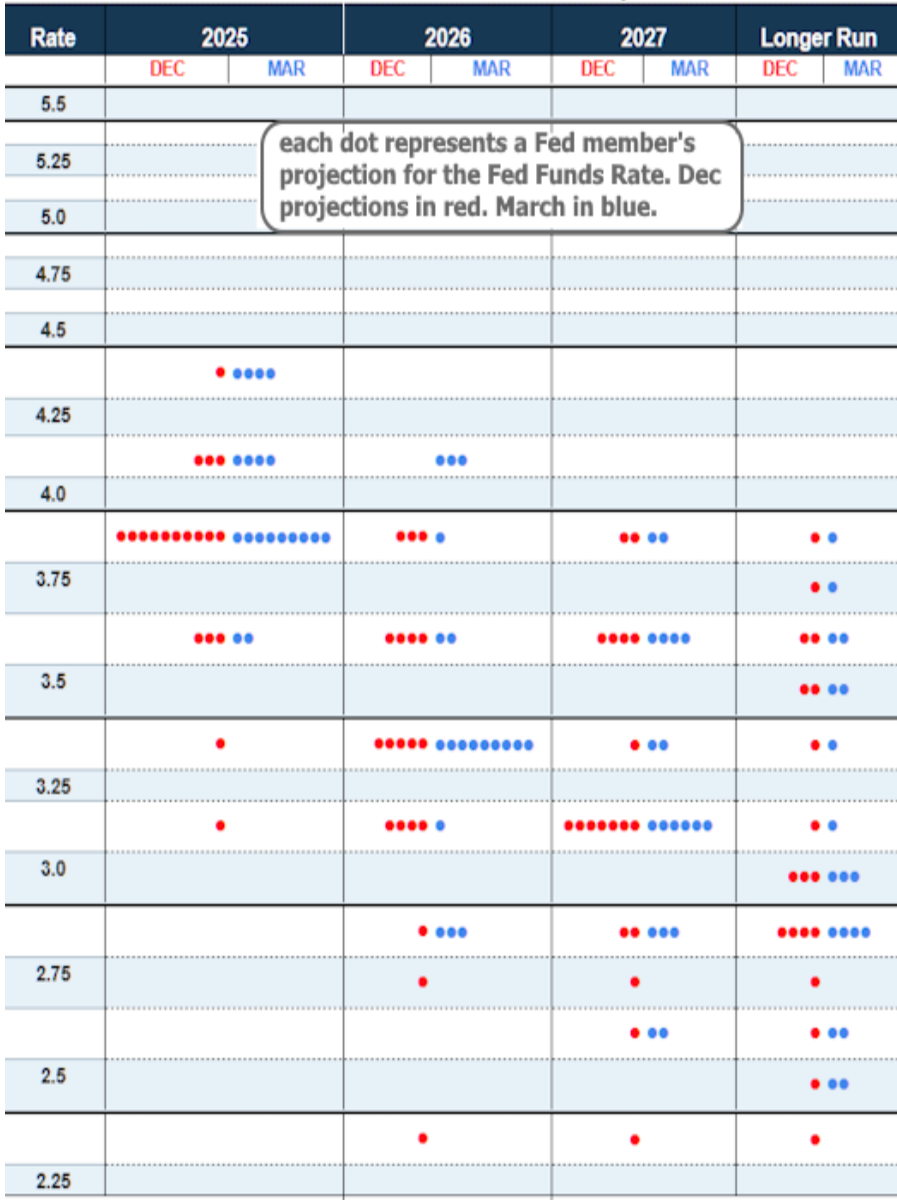 Rate 2025 2026 2027 Longer Run
DEC MAR DEC MAR DEC MAR DEC MAR
5.5
each dot represents a Fed member's
projection for the Fed Funds Rate. Dec
projections in red. March in blue.
5.25
5.0
4.75
4.5
4.25
4.0
3.75
3.5
3.25
3.0
2.75
2.5
2.25